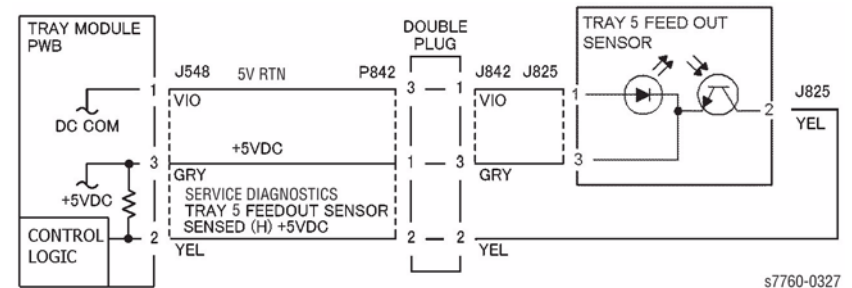 TRAY MODULE
PWB
DOUBLE
PLUG
TRAY 5 FEED OUT
SENSOR
J548 5V RTN P842 J842 J825 J825
1 3 1 1 2
VIO VIO YEL
DC COM
+5VDC
3 1 3 3
GRY GRY
+5VDC
SERVICE DIAGNOSTICS
TRAY 5 FEEDOUT SENSOR
SENSED (H) +5VDC
CONTROL
LOGIC
2 2 2
YEL YEL
s7760-0327